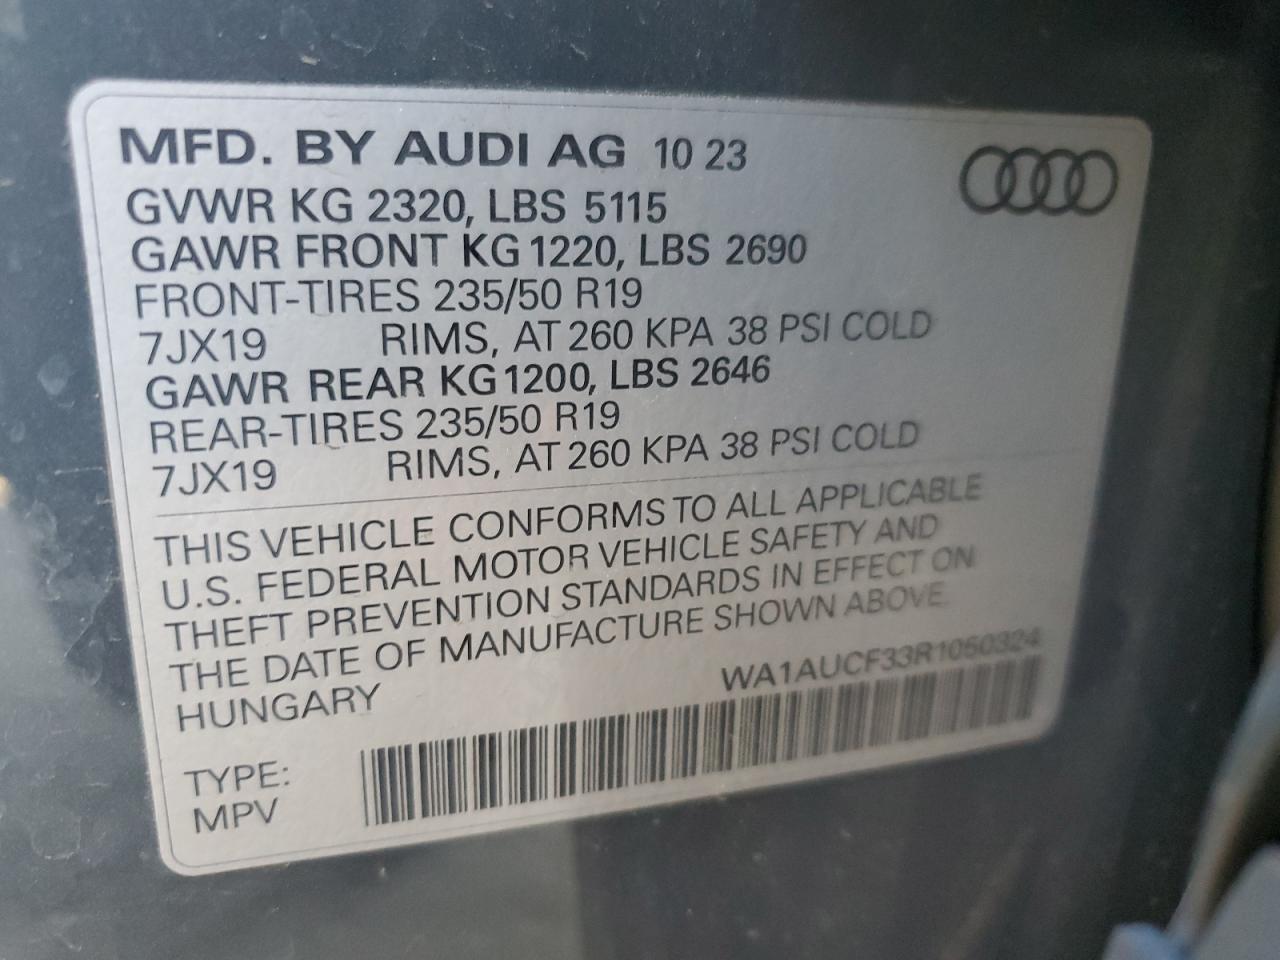 MFD. BY AUDI AG 10 23
GVWR KG 2320, LBS 5115
GAWR FRONT KG 1220, LBS 2690
FRONT-TIRES 235/50 R19
7JX19 RIMS, AT 260 KPA 38 PSI COLD
GAWR REAR KG 1200, LBS 2646
REAR-TIRES 235/50 R19
7JX19 RIMS, AT 260 KPA 38 PSI COLD
THIS VEHICLE CONFORMS TO ALL APPLICABLE
U.S. FEDERAL MOTOR VEHICLE SAFETY AND
THEFT PREVENTION STANDARDS IN EFFECT ON
THE DATE OF MANUFACTURE SHOWN ABOVE.
HUNGARY
WA1AUCF33R1050324
TYPE:
MPV